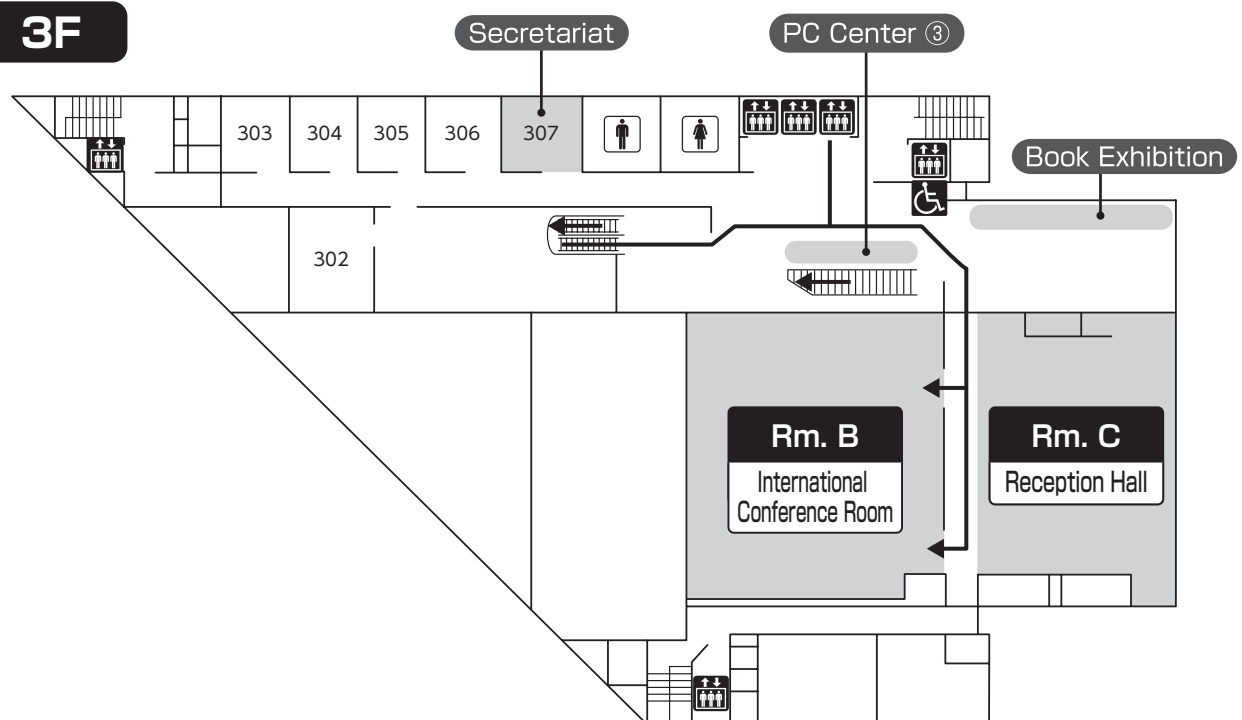 3F
Secretariat
PC Center ③
303
304
305
306
307
Book Exhibition
302
Rm. B
International
Conference Room
Rm. C
Reception Hall